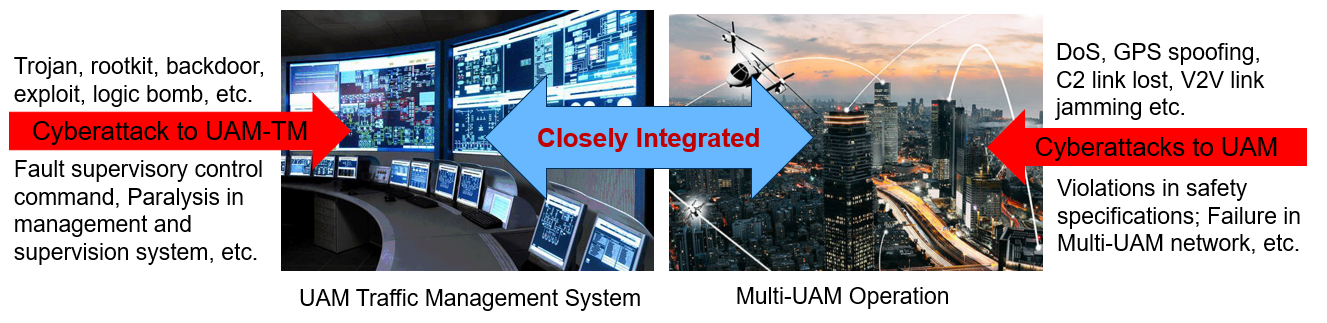 Trojan, rootkit, backdoor,
exploit, logic bomb, etc.
Cyberattack to UAM-TM
Fault supervisory control
command, Paralysis in
management and
supervision system, etc.
Closely Integrated
DoS, GPS spoofing,
C2 link lost, V2V link
jamming etc.
Cyberattacks to UAM
Violations in safety
specifications; Failure in
Multi-UAM network, etc.
UAM Traffic Management System
Multi-UAM Operation